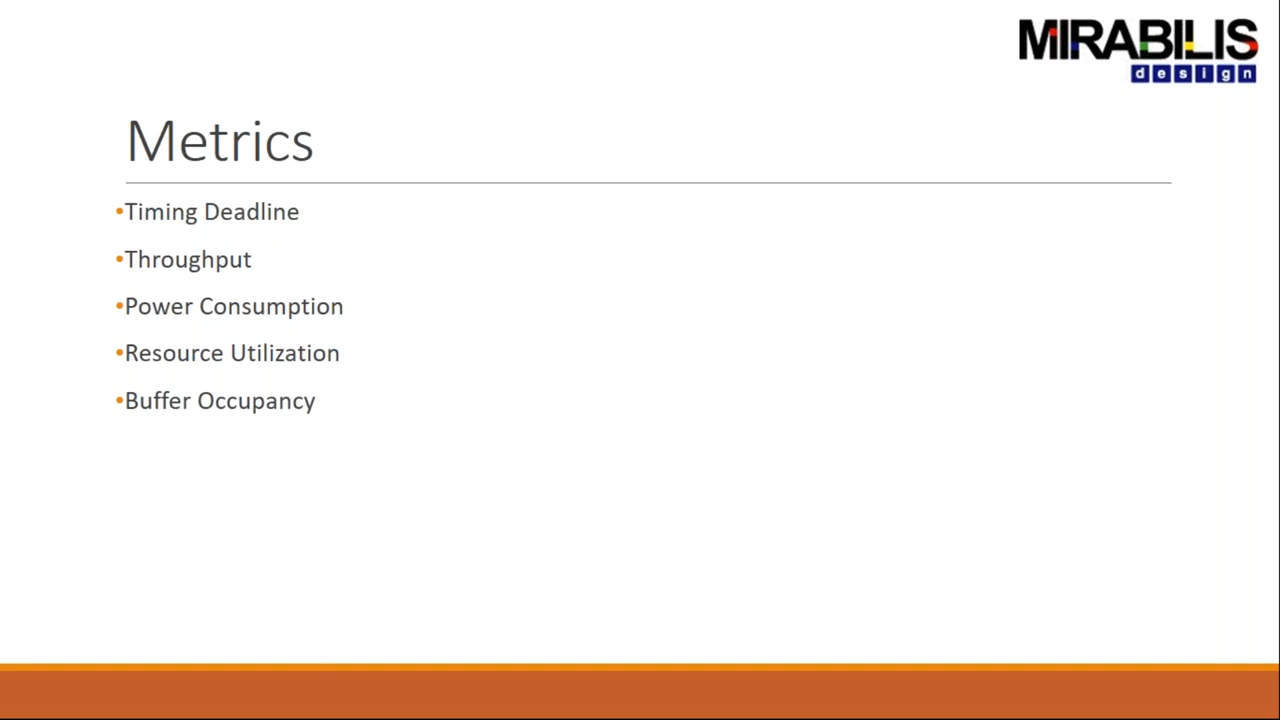 MIRABILIS
design
Metrics
•Timing Deadline
•Throughput
•Power Consumption
•Resource Utilization
•Buffer Occupancy